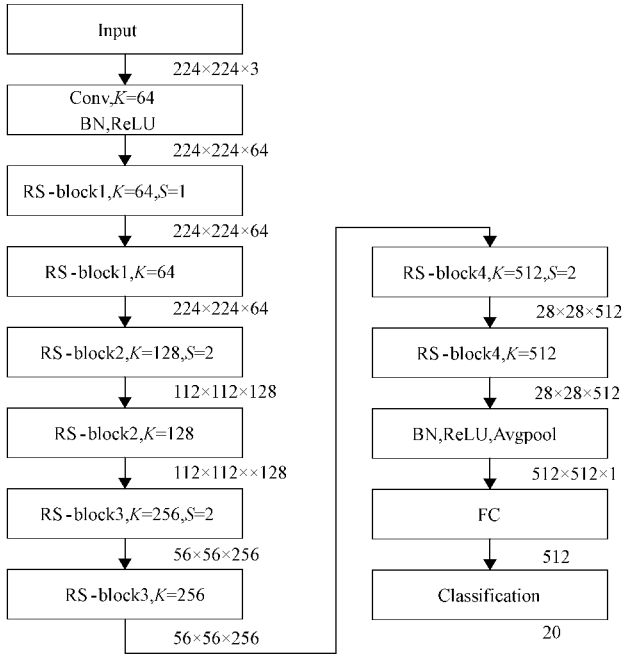 Input
224×224×3
Conv,K=64
BN,ReLU
224×224×64
RS-block1,K=64,S=1
224×224×64
RS-block1,K=64
224×224×64
RS-block2,K=128,S=2
112×112×128
RS-block2,K=128
112×112××128
RS-block3,K=256,S=2
56×56×256
RS-block3,K=256
56×56×256
RS-block4,K=512,S=2
28×28×512
RS-block4,K=512
28×28×512
BN,ReLU,Avgpool
512×512×1
FC
512
Classification
20